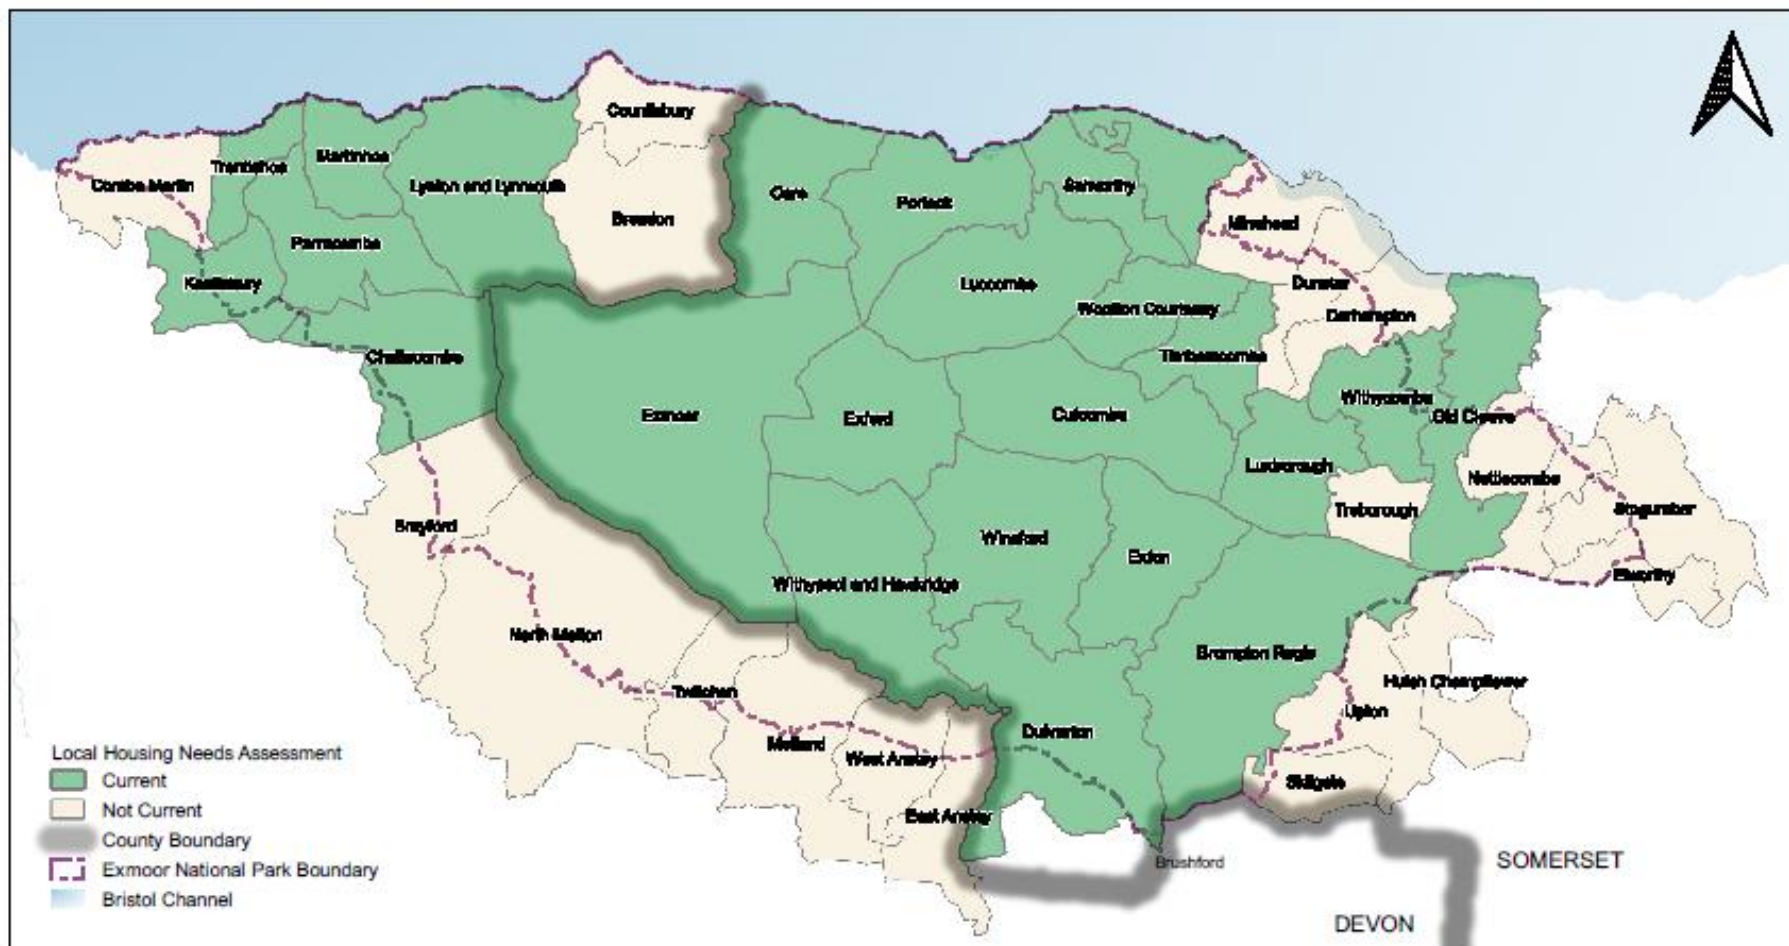 Countisbury
Martinhoe
Trentishoe
Combe Martin
Lynton and Lynmouth
Oare
Porlock
Selworthy
Brendon
Minehead
Parracombe
Kentisbury
Luccombe
Dunster
Wootton Courtenay
Carhampton
Challacombe
Timberscombe
Withycombe
Exmoor
Exford
Cutcombe
Old Cleeve
Luxborough
Nettlecombe
Treborough
Stogumber
Brayford
Winsford
Exton
Elworthy
Withypool and Hawkridge
North Molton
Brompton Regis
Huish Champflower
Twitchen
Upton
Molland
Dulverton
West Anstey
Skilgate
East Anstey
Local Housing Needs Assessment
Current
Not Current
County Boundary
Exmoor National Park Boundary
Bristol Channel
Brushford
SOMERSET
DEVON